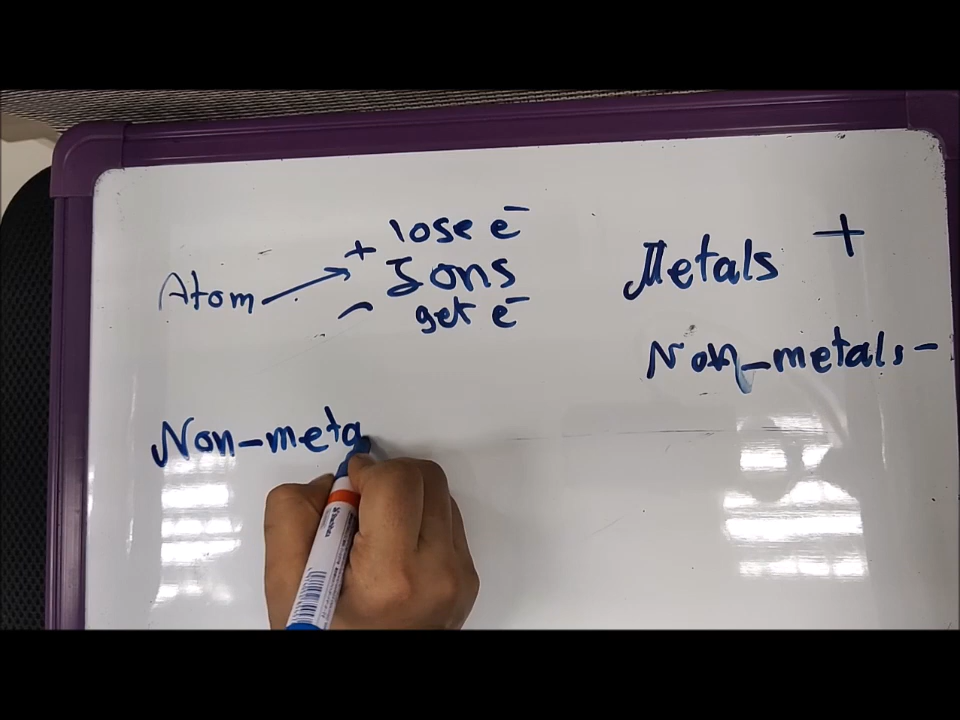 + lose e⁻
Atom → Ions
− get e⁻
Metals +
Non-metals -
Non-meta